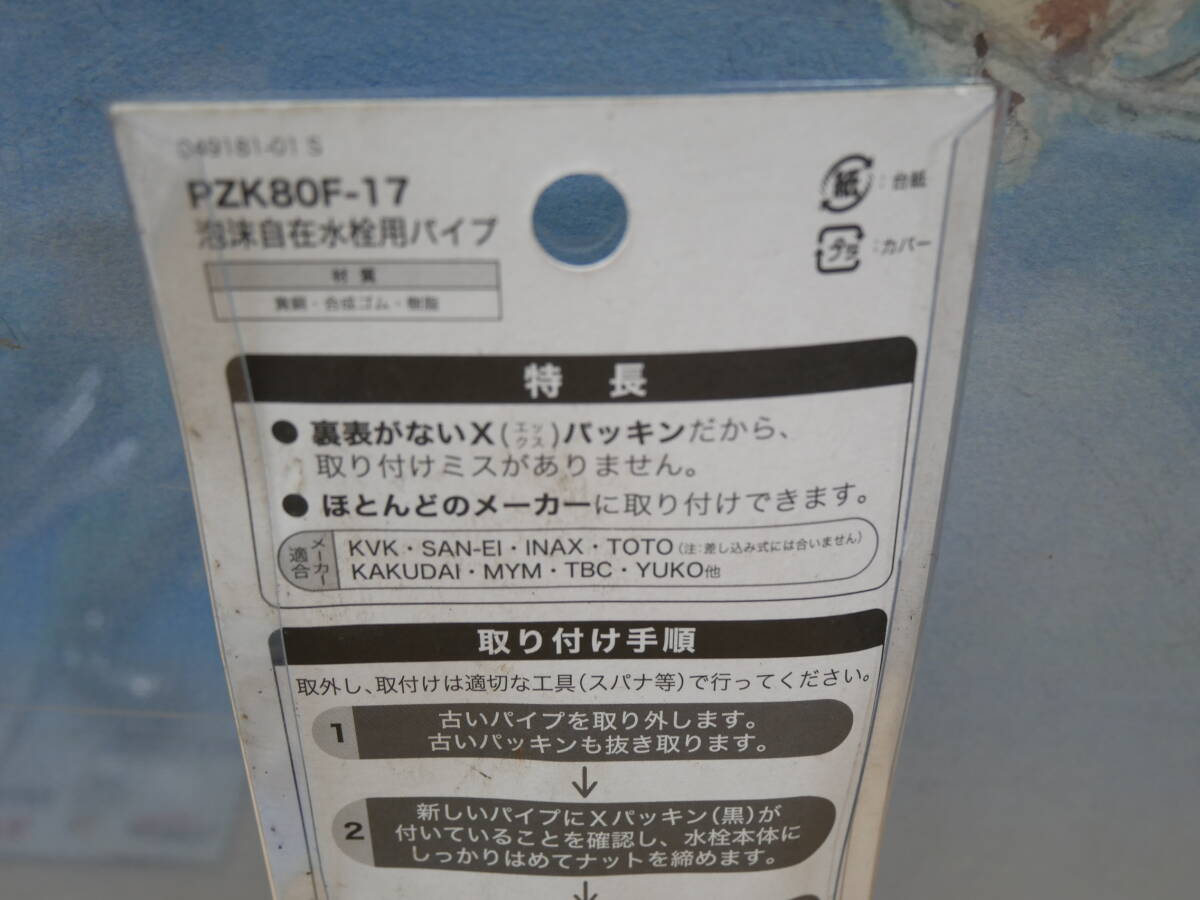 049181-01 S
PZK80F-17
泡沫自在水栓用パイプ
材 質
黄銅・合成ゴム・樹脂
紙 : 台紙
プラ : カバー
特 長
● 裏表がないX(エックス)パッキンだから、
取り付けミスがありません。
● ほとんどのメーカーに取り付けできます。
適合メーカー
KVK・SAN-EI・INAX・TOTO(注:差し込み式には合いません)
KAKUDAI・MYM・TBC・YUKO他
取り付け手順
取外し、取付けは適切な工具(スパナ等)で行ってください。
1 古いパイプを取り外します。
古いパッキンも抜き取ります。
↓
2 新しいパイプにXパッキン(黒)が
付いていることを確認し、水栓本体に
しっかりはめてナットを締めます。
↓